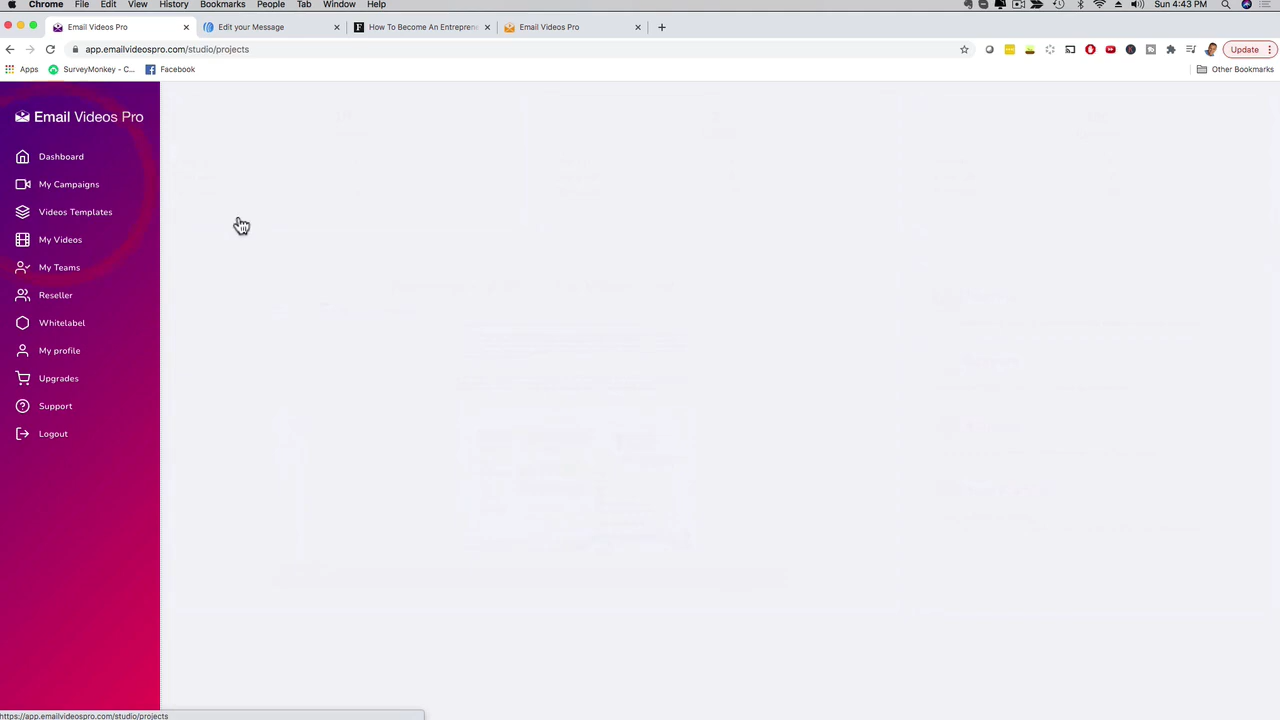 Chrome File Edit View History Bookmarks People Tab Window Help Sun 4:43 PM
Email Videos Pro Edit your Message How To Become An Entrepren Email Videos Pro
app.emailvideospro.com/studio/projects Update
Apps SurveyMonkey - C... Facebook Other Bookmarks
Email Videos Pro
Dashboard
My Campaigns
Videos Templates
My Videos
My Teams
Reseller
Whitelabel
My profile
Upgrades
Support
Logout
https://app.emailvideospro.com/studio/projects